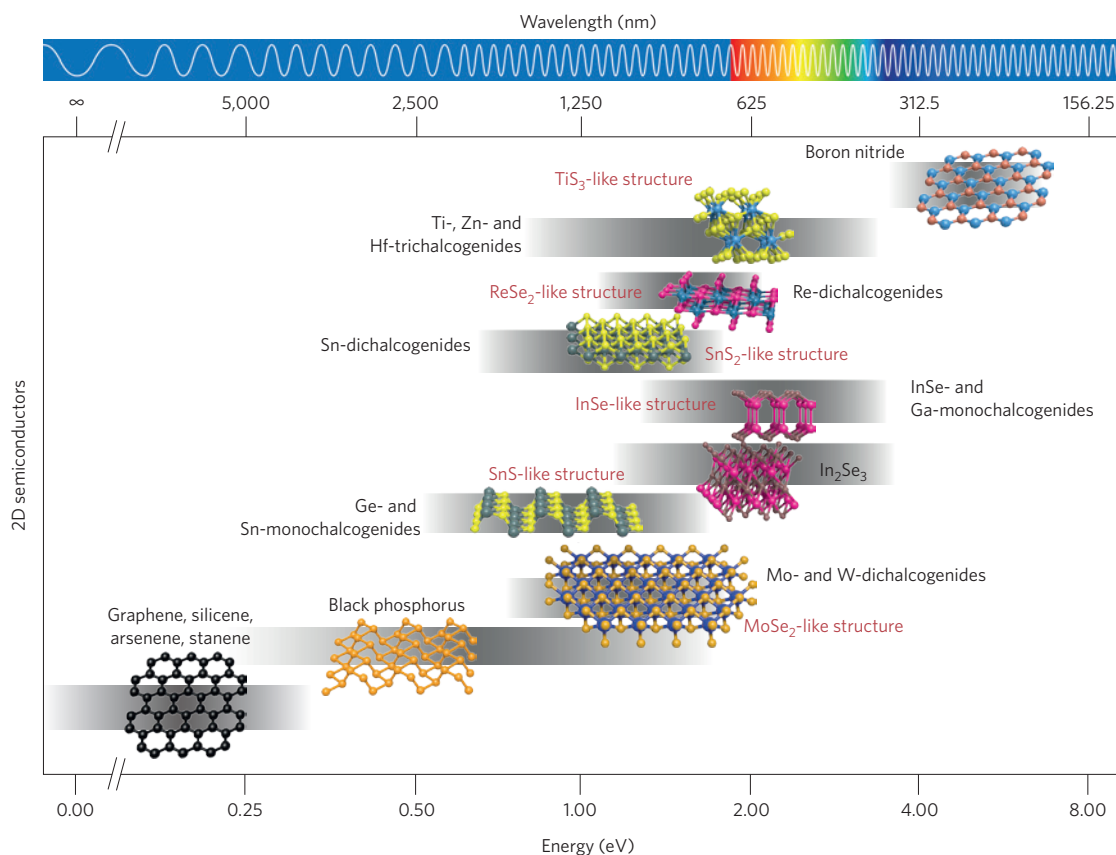 Wavelength (nm)
∞ 5,000 2,500 1,250 625 312.5 156.25
Boron nitride
TiS₃-like structure
Ti-, Zn- and
Hf-trichalcogenides
ReSe₂-like structure
Re-dichalcogenides
Sn-dichalcogenides
SnS₂-like structure
InSe- and
Ga-monochalcogenides
InSe-like structure
In₂Se₃
SnS-like structure
Ge- and
Sn-monochalcogenides
Mo- and W-dichalcogenides
Black phosphorus
Graphene, silicene,
arsenene, stanene
MoSe₂-like structure
2D semiconductors
0.00 0.25 0.50 1.00 2.00 4.00 8.00
Energy (eV)